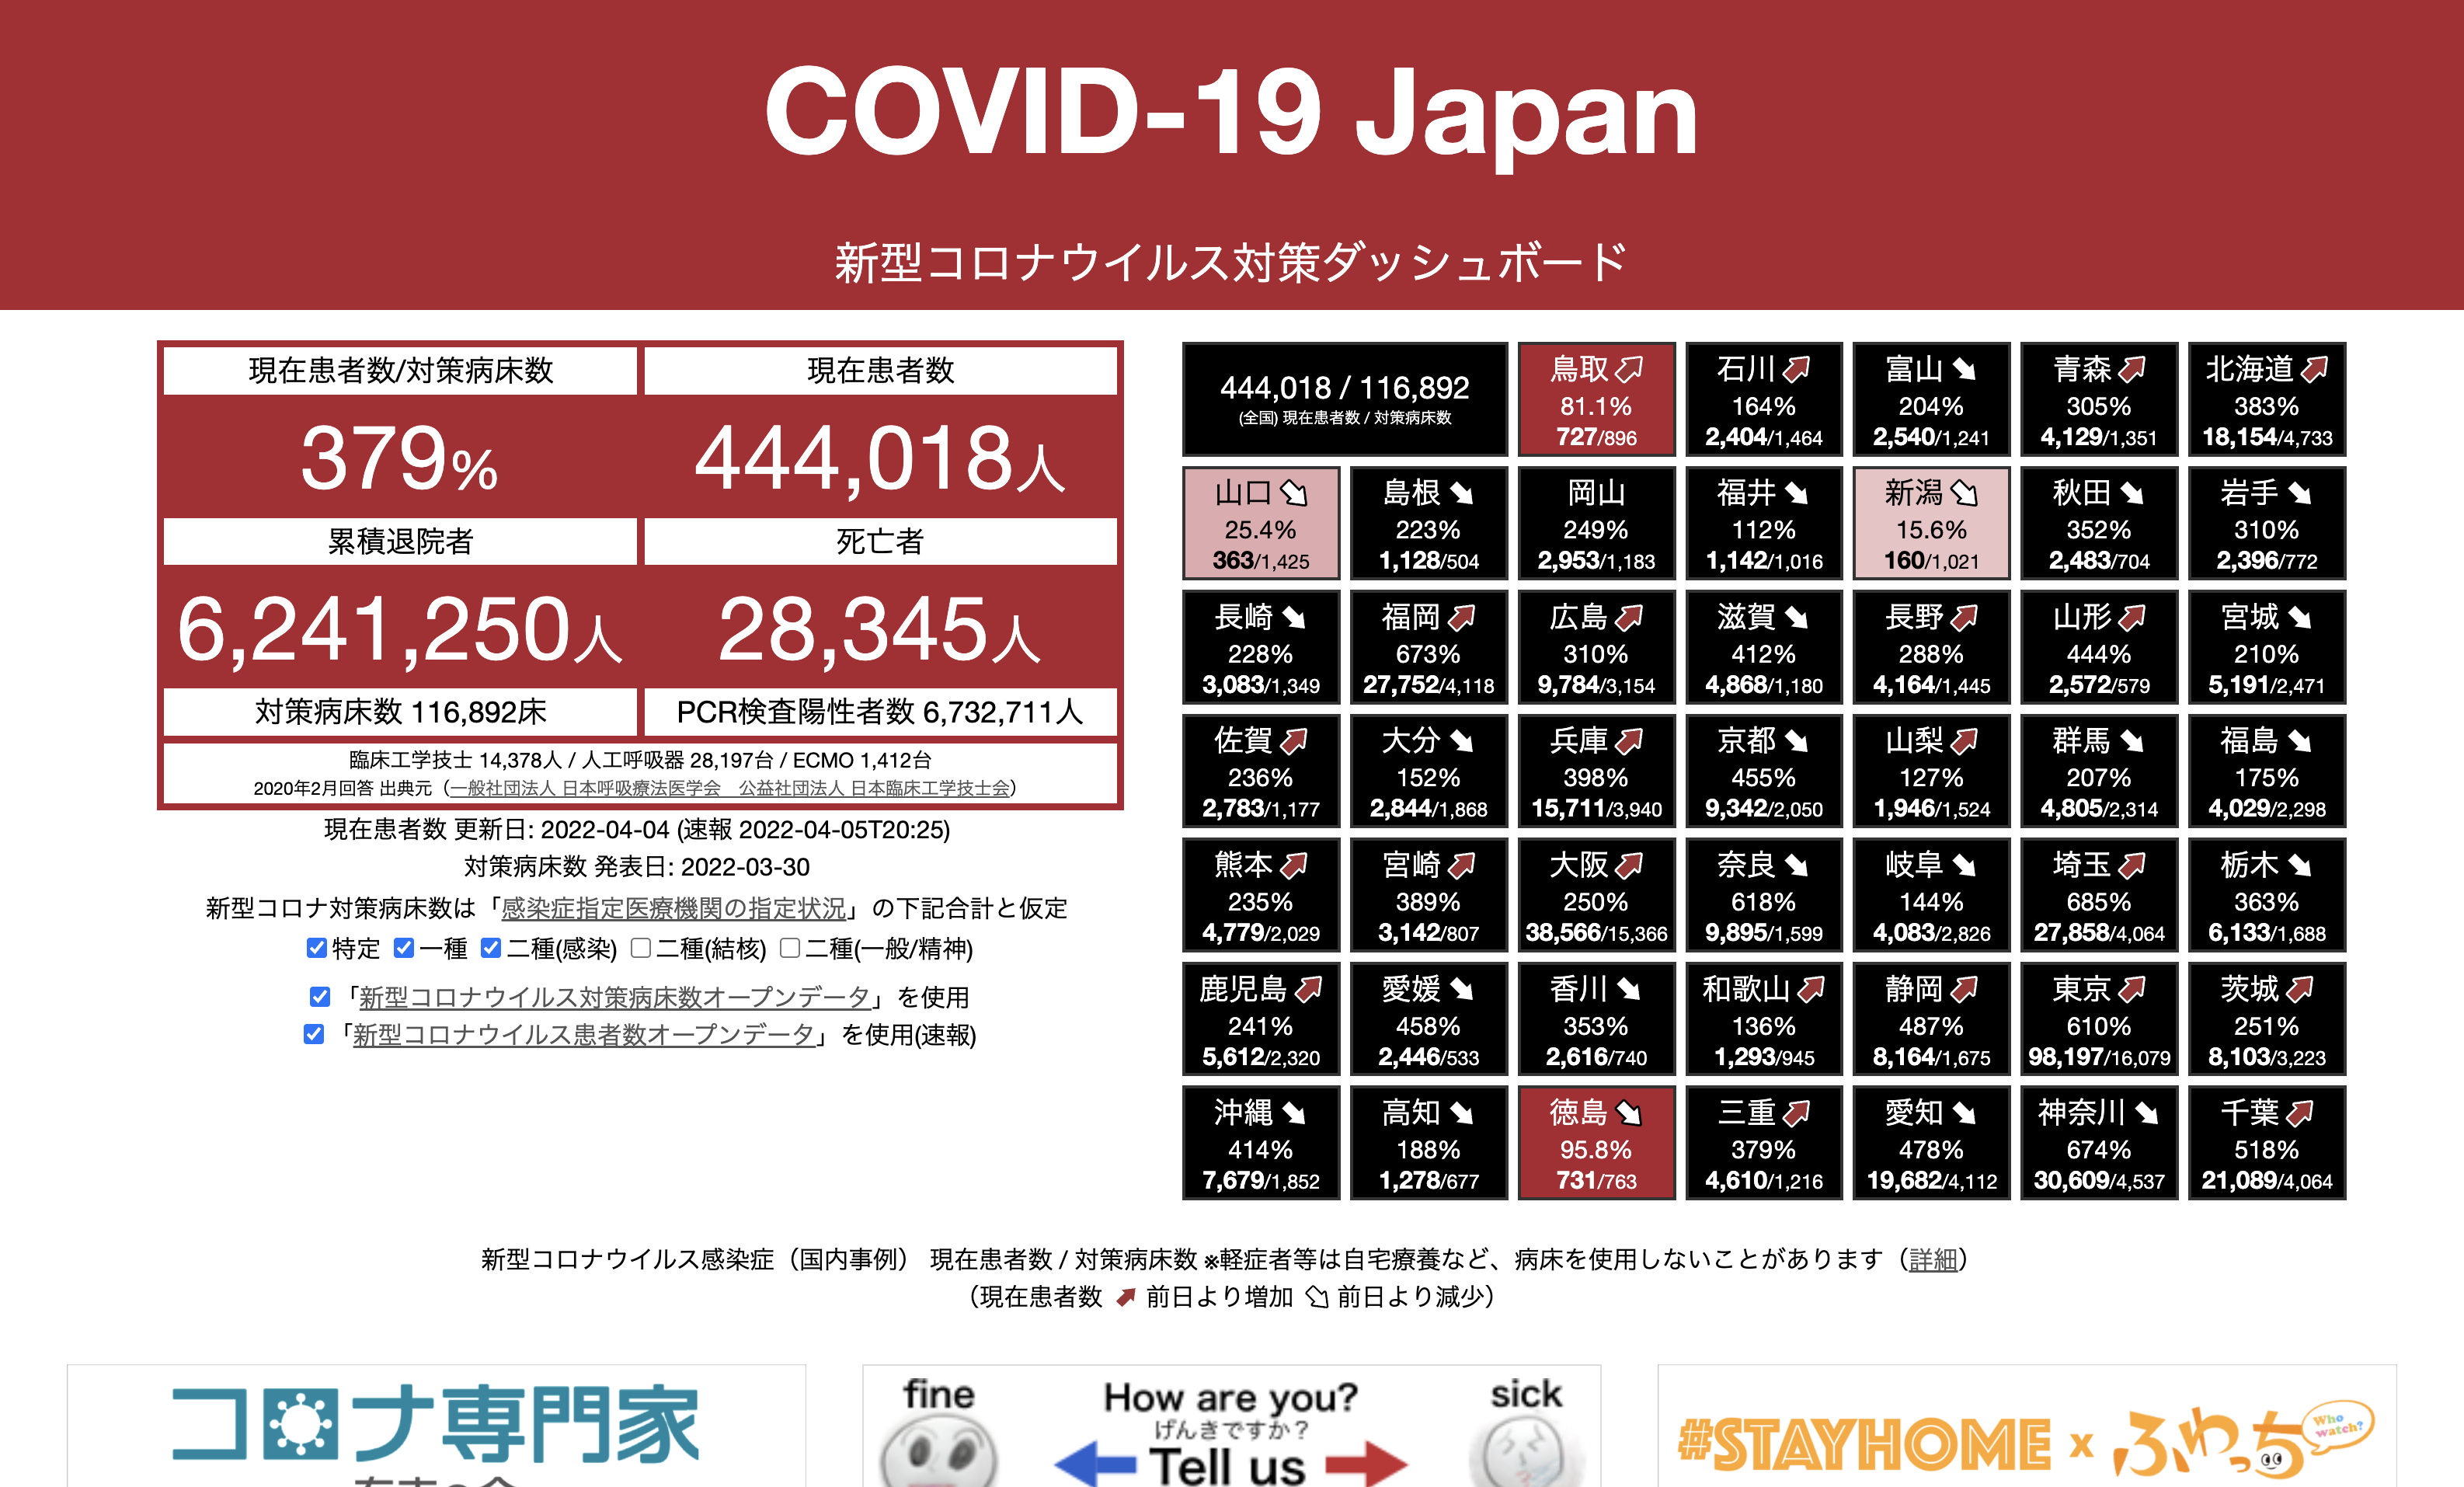 COVID-19 Japan
新型コロナウイルス対策ダッシュボード
現在患者数/対策病床数
現在患者数
379%
444,018人
累積退院者
死亡者
6,241,250人
28,345人
対策病床数 116,892床
PCR検査陽性者数 6,732,711人
臨床工学技士 14,378人 / 人工呼吸器 28,197台 / ECMO 1,412台
2020年2月回答 出典元（一般社団法人 日本呼吸療法医学会　公益社団法人 日本臨床工学技士会）
現在患者数 更新日: 2022-04-04 (速報 2022-04-05T20:25)
対策病床数 発表日: 2022-03-30
新型コロナ対策病床数は「感染症指定医療機関の指定状況」の下記合計と仮定
特定 一種 二種(感染) 二種(結核) 二種(一般/精神)
「新型コロナウイルス対策病床数オープンデータ」を使用
「新型コロナウイルス患者数オープンデータ」を使用(速報)
444,018 / 116,892
(全国) 現在患者数 / 対策病床数
鳥取
81.1%
727/896
石川
164%
2,404/1,464
富山
204%
2,540/1,241
青森
305%
4,129/1,351
北海道
383%
18,154/4,733
山口
25.4%
363/1,425
島根
223%
1,128/504
岡山
249%
2,953/1,183
福井
112%
1,142/1,016
新潟
15.6%
160/1,021
秋田
352%
2,483/704
岩手
310%
2,396/772
長崎
228%
3,083/1,349
福岡
673%
27,752/4,118
広島
310%
9,784/3,154
滋賀
412%
4,868/1,180
長野
288%
4,164/1,445
山形
444%
2,572/579
宮城
210%
5,191/2,471
佐賀
236%
2,783/1,177
大分
152%
2,844/1,868
兵庫
398%
15,711/3,940
京都
455%
9,342/2,050
山梨
127%
1,946/1,524
群馬
207%
4,805/2,314
福島
175%
4,029/2,298
熊本
235%
4,779/2,029
宮崎
389%
3,142/807
大阪
250%
38,566/15,366
奈良
618%
9,895/1,599
岐阜
144%
4,083/2,826
埼玉
685%
27,858/4,064
栃木
363%
6,133/1,688
鹿児島
241%
5,612/2,320
愛媛
458%
2,446/533
香川
353%
2,616/740
和歌山
136%
1,293/945
静岡
487%
8,164/1,675
東京
610%
98,197/16,079
茨城
251%
8,103/3,223
沖縄
414%
7,679/1,852
高知
188%
1,278/677
徳島
95.8%
731/763
三重
379%
4,610/1,216
愛知
478%
19,682/4,112
神奈川
674%
30,609/4,537
千葉
518%
21,089/4,064
新型コロナウイルス感染症（国内事例） 現在患者数 / 対策病床数 ※軽症者等は自宅療養など、病床を使用しないことがあります（詳細）
（現在患者数 前日より増加 前日より減少）
コロナ専門家
fine
How are you?
げんきですか？
Tell us
sick
#STAYHOME x ふわっち
Who watch?